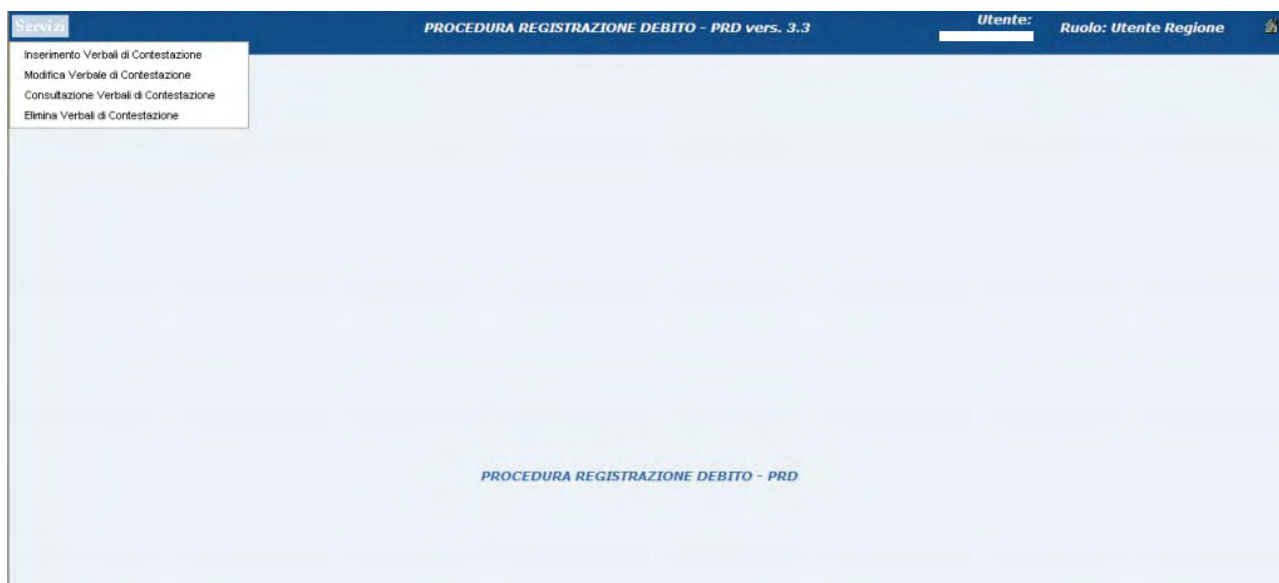 Servizi
PROCEDURA REGISTRAZIONE DEBITO - PRD vers. 3.3
Utente:
Ruolo: Utente Regione
Inserimento Verbali di Contestazione
Modifica Verbale di Contestazione
Consultazione Verbali di Contestazione
Elimina Verbali di Contestazione
PROCEDURA REGISTRAZIONE DEBITO - PRD